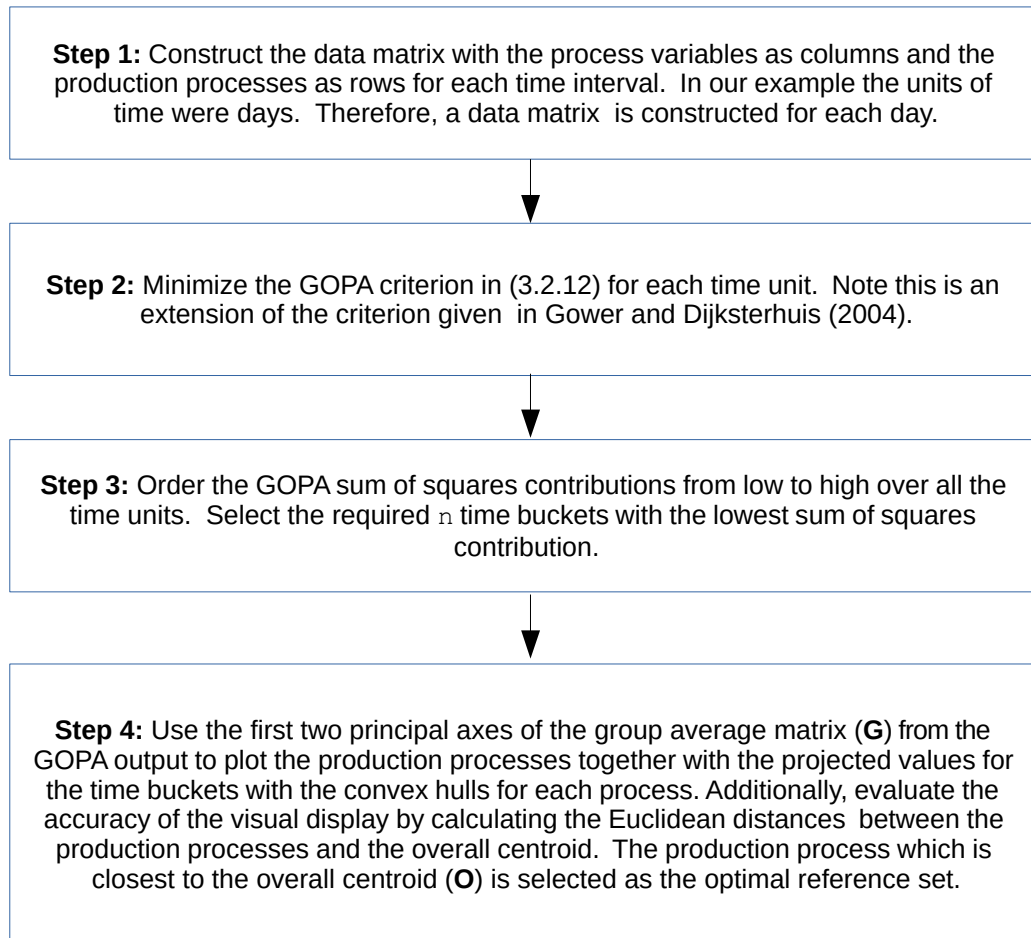 Step 1: Construct the data matrix with the process variables as columns and the
production processes as rows for each time interval. In our example the units of
time were days. Therefore, a data matrix is constructed for each day.
Step 2: Minimize the GOPA criterion in (3.2.12) for each time unit. Note this is an
extension of the criterion given in Gower and Dijksterhuis (2004).
Step 3: Order the GOPA sum of squares contributions from low to high over all the
time units. Select the required n time buckets with the lowest sum of squares
contribution.
Step 4: Use the first two principal axes of the group average matrix (G) from the
GOPA output to plot the production processes together with the projected values for
the time buckets with the convex hulls for each process. Additionally, evaluate the
accuracy of the visual display by calculating the Euclidean distances between the
production processes and the overall centroid. The production process which is
closest to the overall centroid (O) is selected as the optimal reference set.